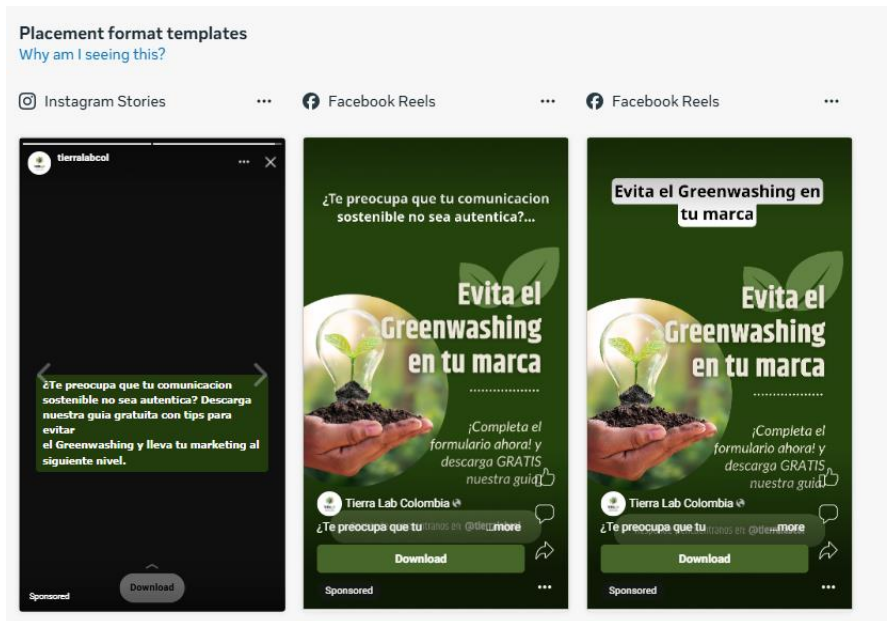 Placement format templates
Why am I seeing this?
Instagram Stories
Facebook Reels
Facebook Reels
tierralabcol
¿Te preocupa que tu comunicacion
sostenible no sea autentica? Descarga
nuestra guia gratuita con tips para
evitar
el Greenwashing y lleva tu marketing al
siguiente nivel.
Download
Sponsored
¿Te preocupa que tu comunicacion
sostenible no sea autentica?...
Evita el
Greenwashing
en tu marca
¡Completa el
formulario ahora! y
descarga GRATIS
nuestra guia
Tierra Lab Colombia
¿Te preocupa que tu ...more
Download
Sponsored
Evita el Greenwashing en
tu marca
Evita el
Greenwashing
en tu marca
¡Completa el
formulario ahora! y
descarga GRATIS
nuestra guia
Tierra Lab Colombia
¿Te preocupa que tu ...more
Download
Sponsored